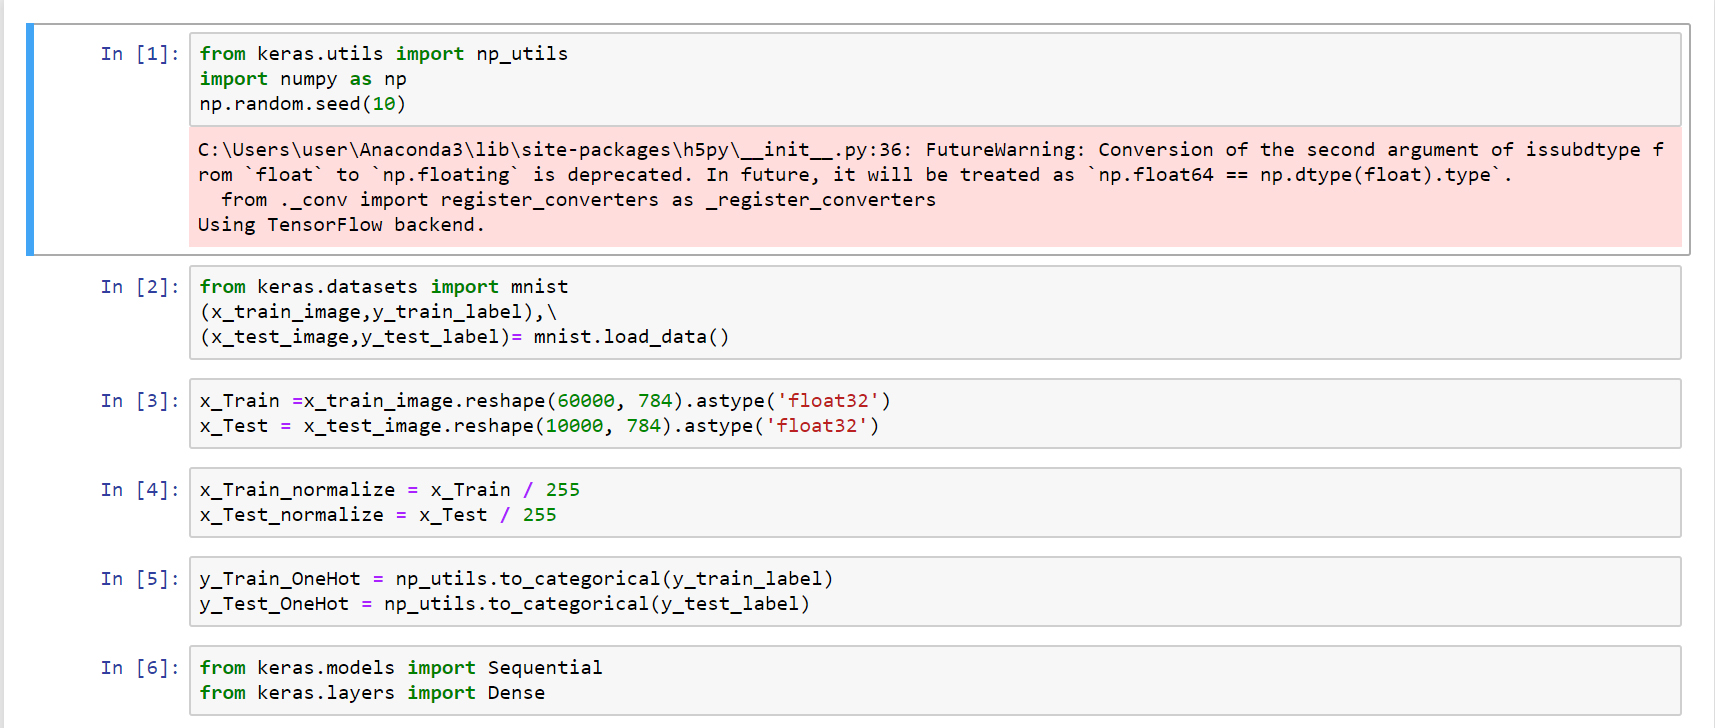 In [1]:
from keras.utils import np_utils
import numpy as np
np.random.seed(10)
C:\Users\user\Anaconda3\lib\site-packages\h5py\__init__.py:36: FutureWarning: Conversion of the second argument of issubdtype f
rom `float` to `np.floating` is deprecated. In future, it will be treated as `np.float64 == np.dtype(float).type`.
  from ._conv import register_converters as _register_converters
Using TensorFlow backend.
In [2]:
from keras.datasets import mnist
(x_train_image,y_train_label),\
(x_test_image,y_test_label)= mnist.load_data()
In [3]:
x_Train =x_train_image.reshape(60000, 784).astype('float32')
x_Test = x_test_image.reshape(10000, 784).astype('float32')
In [4]:
x_Train_normalize = x_Train / 255
x_Test_normalize = x_Test / 255
In [5]:
y_Train_OneHot = np_utils.to_categorical(y_train_label)
y_Test_OneHot = np_utils.to_categorical(y_test_label)
In [6]:
from keras.models import Sequential
from keras.layers import Dense